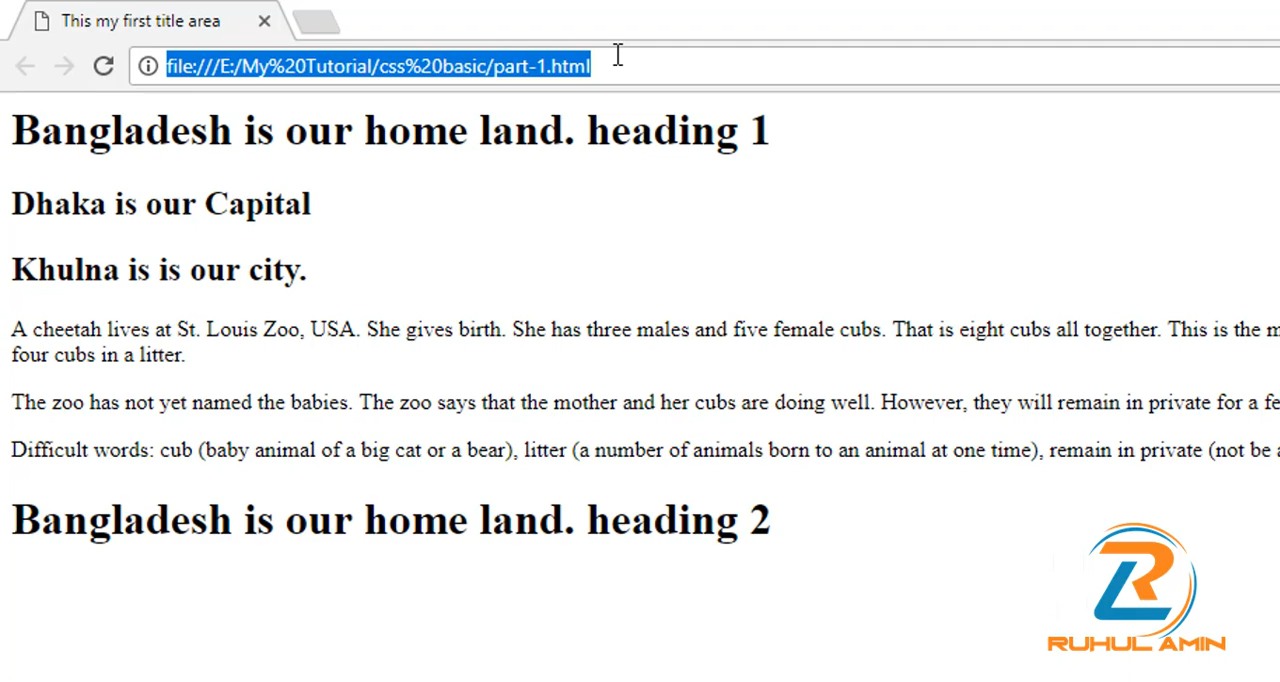 This my first title area
file:///E:/My%20Tutorial/css%20basic/part-1.html
Bangladesh is our home land. heading 1
Dhaka is our Capital
Khulna is is our city.
A cheetah lives at St. Louis Zoo, USA. She gives birth. She has three males and five female cubs. That is eight cubs all together. This is the
four cubs in a litter.
The zoo has not yet named the babies. The zoo says that the mother and her cubs are doing well. However, they will remain in private for a
Difficult words: cub (baby animal of a big cat or a bear), litter (a number of animals born to an animal at one time), remain in private (not be
Bangladesh is our home land. heading 2
RUHUL AMIN